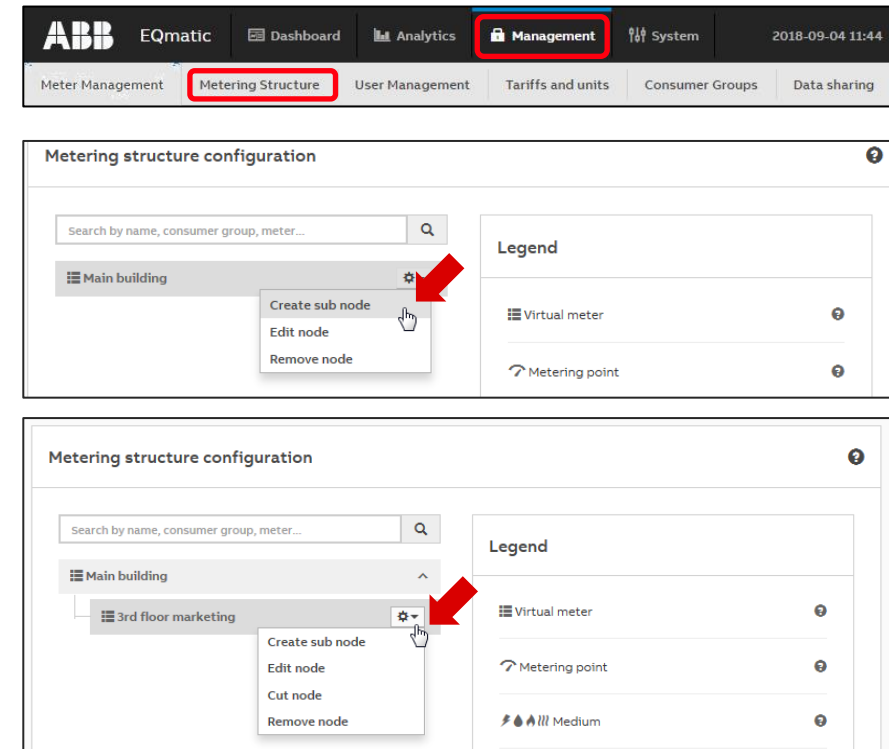 ABB EQmatic Dashboard Analytics Management System 2018-09-04 11:44
Meter Management Metering Structure User Management Tariffs and units Consumer Groups Data sharing
Metering structure configuration
Search by name, consumer group, meter...
Legend
Main building
Create sub node
Virtual meter
Edit node
Remove node
Metering point
Metering structure configuration
Search by name, consumer group, meter...
Legend
Main building
3rd floor marketing
Virtual meter
Create sub node
Edit node
Metering point
Cut node
Remove node
Medium